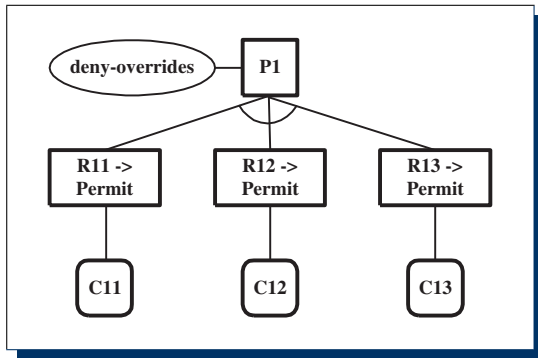 deny-overrides
P1
R11 ->
Permit
R12 ->
Permit
R13 ->
Permit
C11
C12
C13